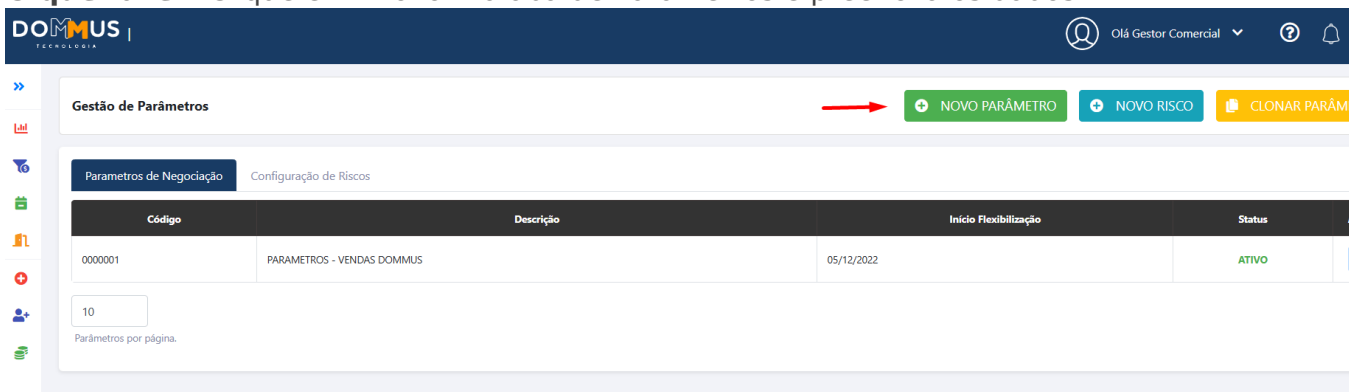 DOMMUS |
TECNOLOGIA
Olá Gestor Comercial
Gestão de Parâmetros
NOVO PARÂMETRO
NOVO RISCO
CLONAR PARÂM
Parametros de Negociação
Configuração de Riscos
Código
Descrição
Início Flexibilização
Status
0000001
PARAMETROS - VENDAS DOMMUS
05/12/2022
ATIVO
10
Parâmetros por página.